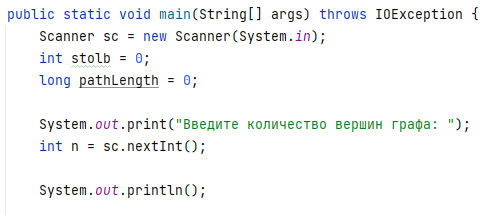 public static void main(String[] args) throws IOException {
Scanner sc = new Scanner(System.in);
int stolb = 0;
long pathLength = 0;
System.out.print("Введите количество вершин графа: ");
int n = sc.nextInt();
System.out.println();